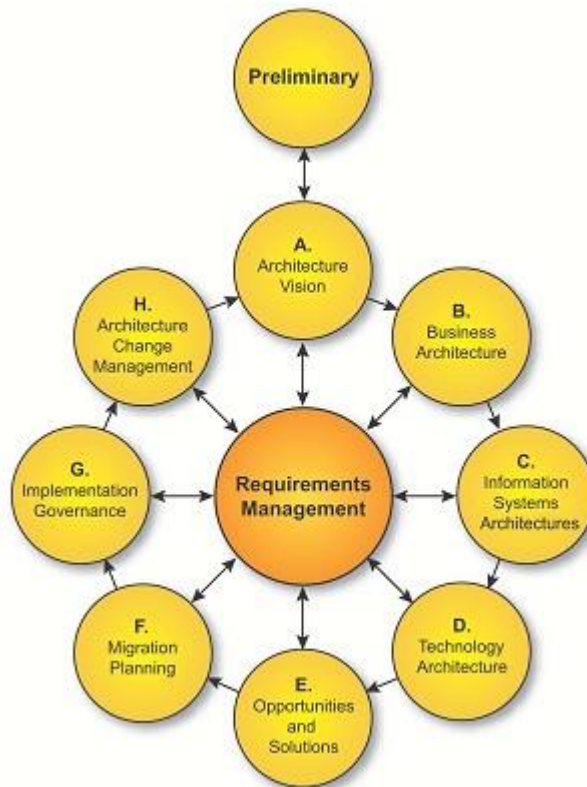 Preliminary
A.
Architecture
Vision
B.
Business
Architecture
C.
Information
Systems
Architectures
D.
Technology
Architecture
E.
Opportunities
and
Solutions
F.
Migration
Planning
G.
Implementation
Governance
H.
Architecture
Change
Management
Requirements
Management